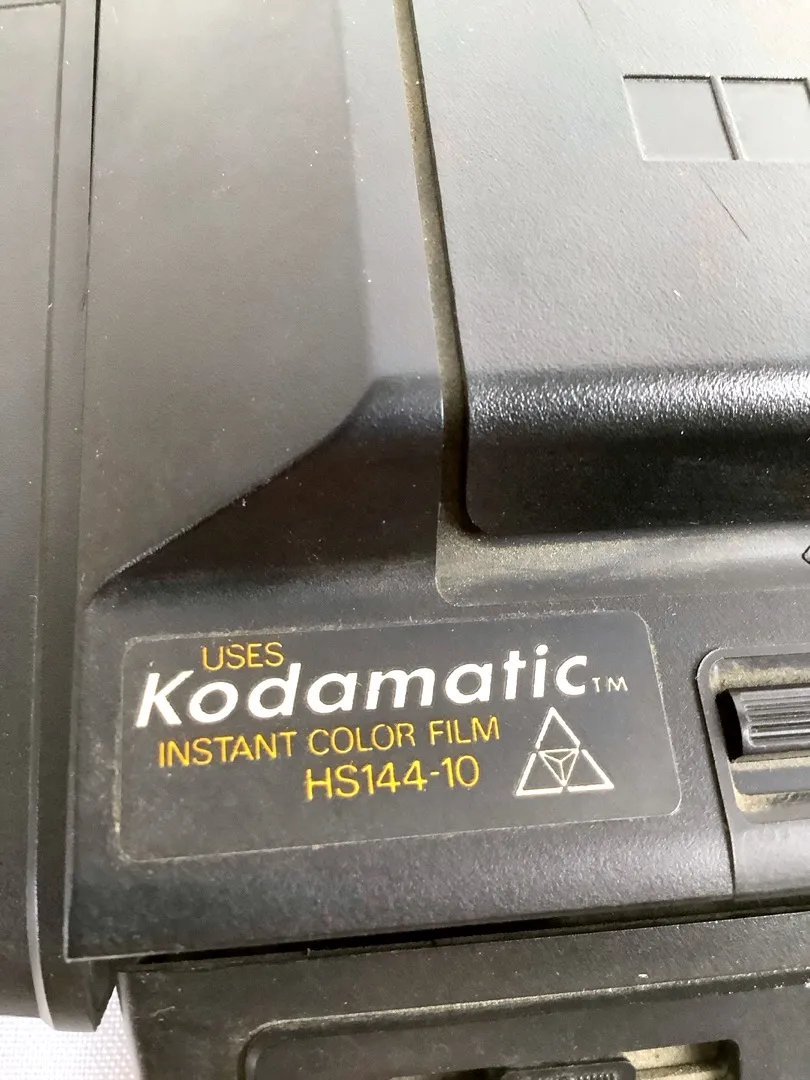 USES
Kodamatic™
INSTANT COLOR FILM
HS144-10